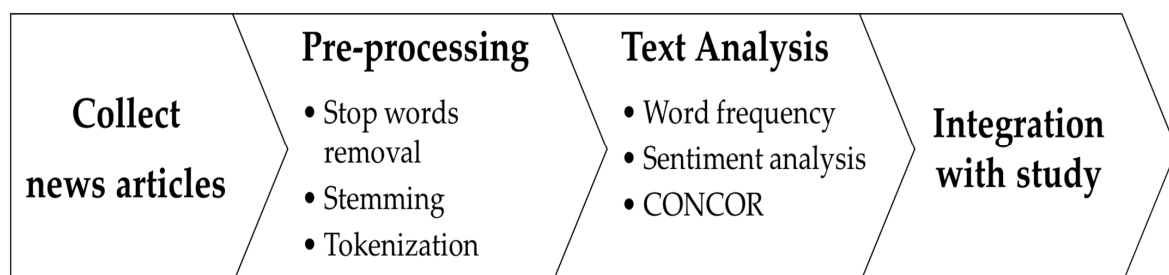 Collect
news articles
Pre-processing
• Stop words
removal
• Stemming
• Tokenization
Text Analysis
• Word frequency
• Sentiment analysis
• CONCOR
Integration
with study